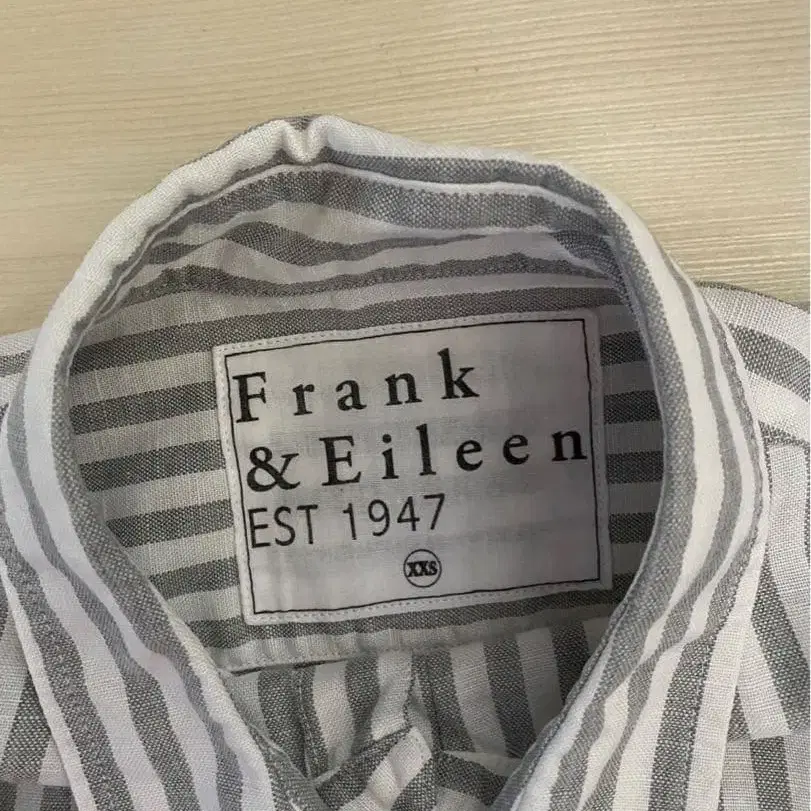 Frank
& Eileen
EST 1947
XXS